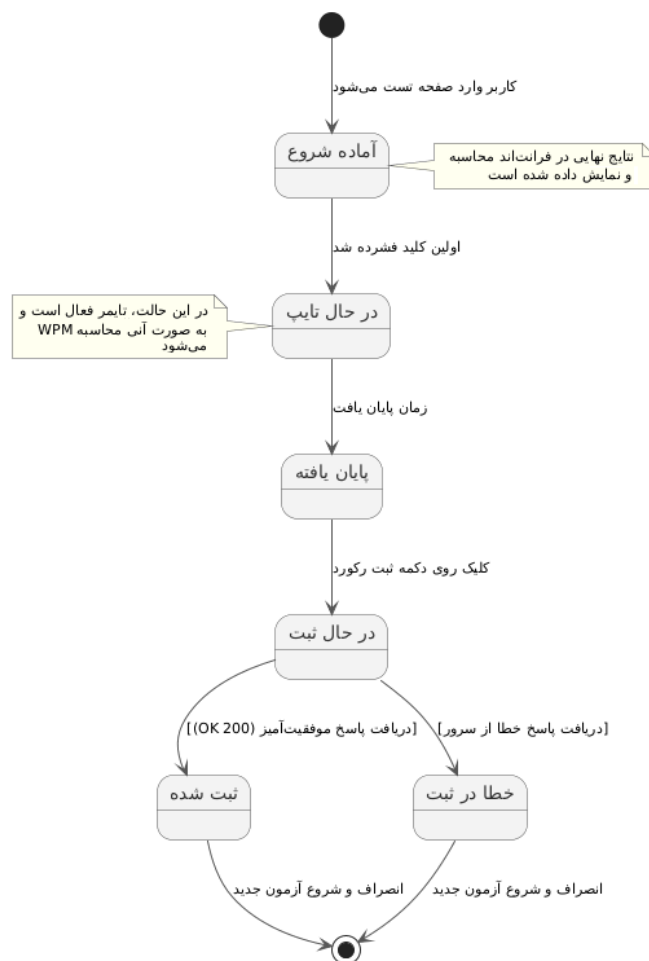 کاربر وارد صفحه تست می‌شود
آماده شروع
نتایج نهایی در فرانت‌اند محاسبه
و نمایش داده شده است
اولین کلید فشرده شد
در حال تایپ
در این حالت، تایمر فعال است و
به صورت آنی محاسبه WPM
می‌شود
زمان پایان یافت
پایان یافته
کلیک روی دکمه ثبت رکورد
در حال ثبت
[دریافت پاسخ موفقیت‌آمیز (200 OK)]
[دریافت پاسخ خطا از سرور]
ثبت شده
خطا در ثبت
انصراف و شروع آزمون جدید
انصراف و شروع آزمون جدید